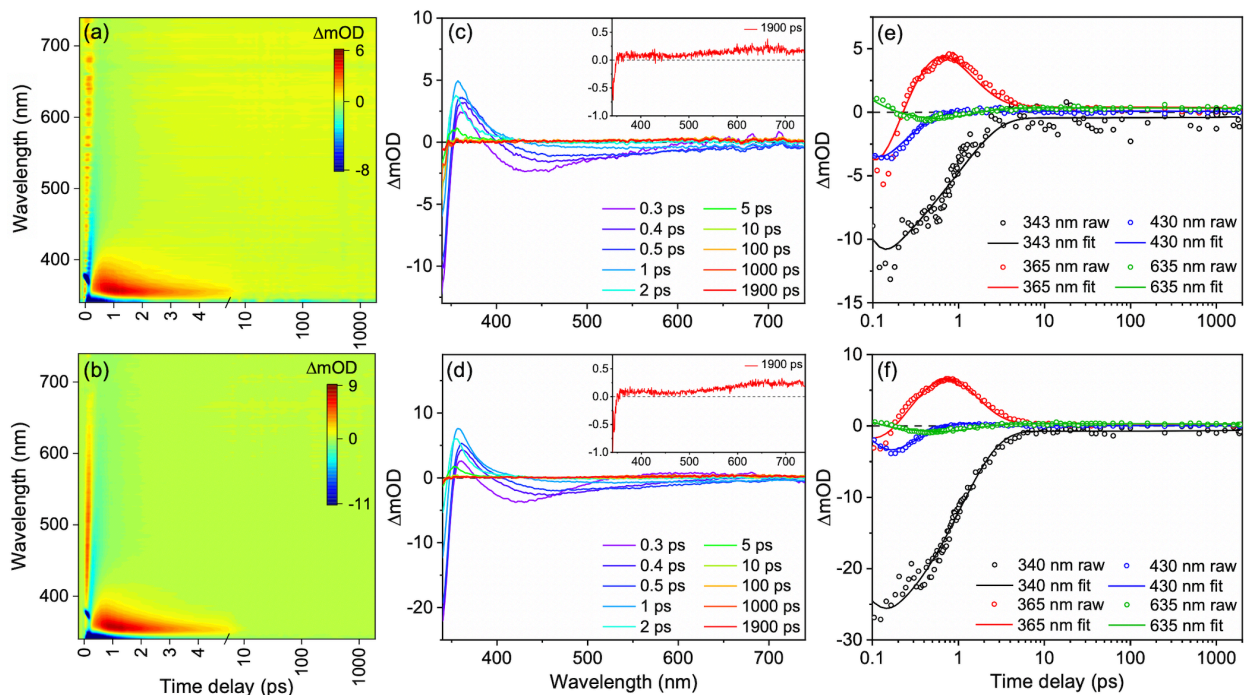 (a)
ΔmOD
6
0
-8
700
600
500
400
Wavelength (nm)
0 1 2 3 4 10 100 1000
(b)
ΔmOD
9
0
-11
700
600
500
400
Wavelength (nm)
0 1 2 3 4 10 100 1000
Time delay (ps)
(c)
1900 ps
0.5
0.0
-0.5
-1.0
400 500 600 700
10
5
0
-5
-10
ΔmOD
0.3 ps 5 ps
0.4 ps 10 ps
0.5 ps 100 ps
1 ps 1000 ps
2 ps 1900 ps
400 500 600 700
(d)
1900 ps
0.5
0.0
-0.5
-1.0
400 500 600 700
10
0
-10
-20
ΔmOD
0.3 ps 5 ps
0.4 ps 10 ps
0.5 ps 100 ps
1 ps 1000 ps
2 ps 1900 ps
400 500 600 700
Wavelength (nm)
(e)
10
5
0
-5
-10
-15
ΔmOD
343 nm raw 430 nm raw
343 nm fit 430 nm fit
365 nm raw 635 nm raw
365 nm fit 635 nm fit
0.1 1 10 100 1000
(f)
10
0
-10
-20
-30
ΔmOD
340 nm raw 430 nm raw
340 nm fit 430 nm fit
365 nm raw 635 nm raw
365 nm fit 635 nm fit
0.1 1 10 100 1000
Time delay (ps)